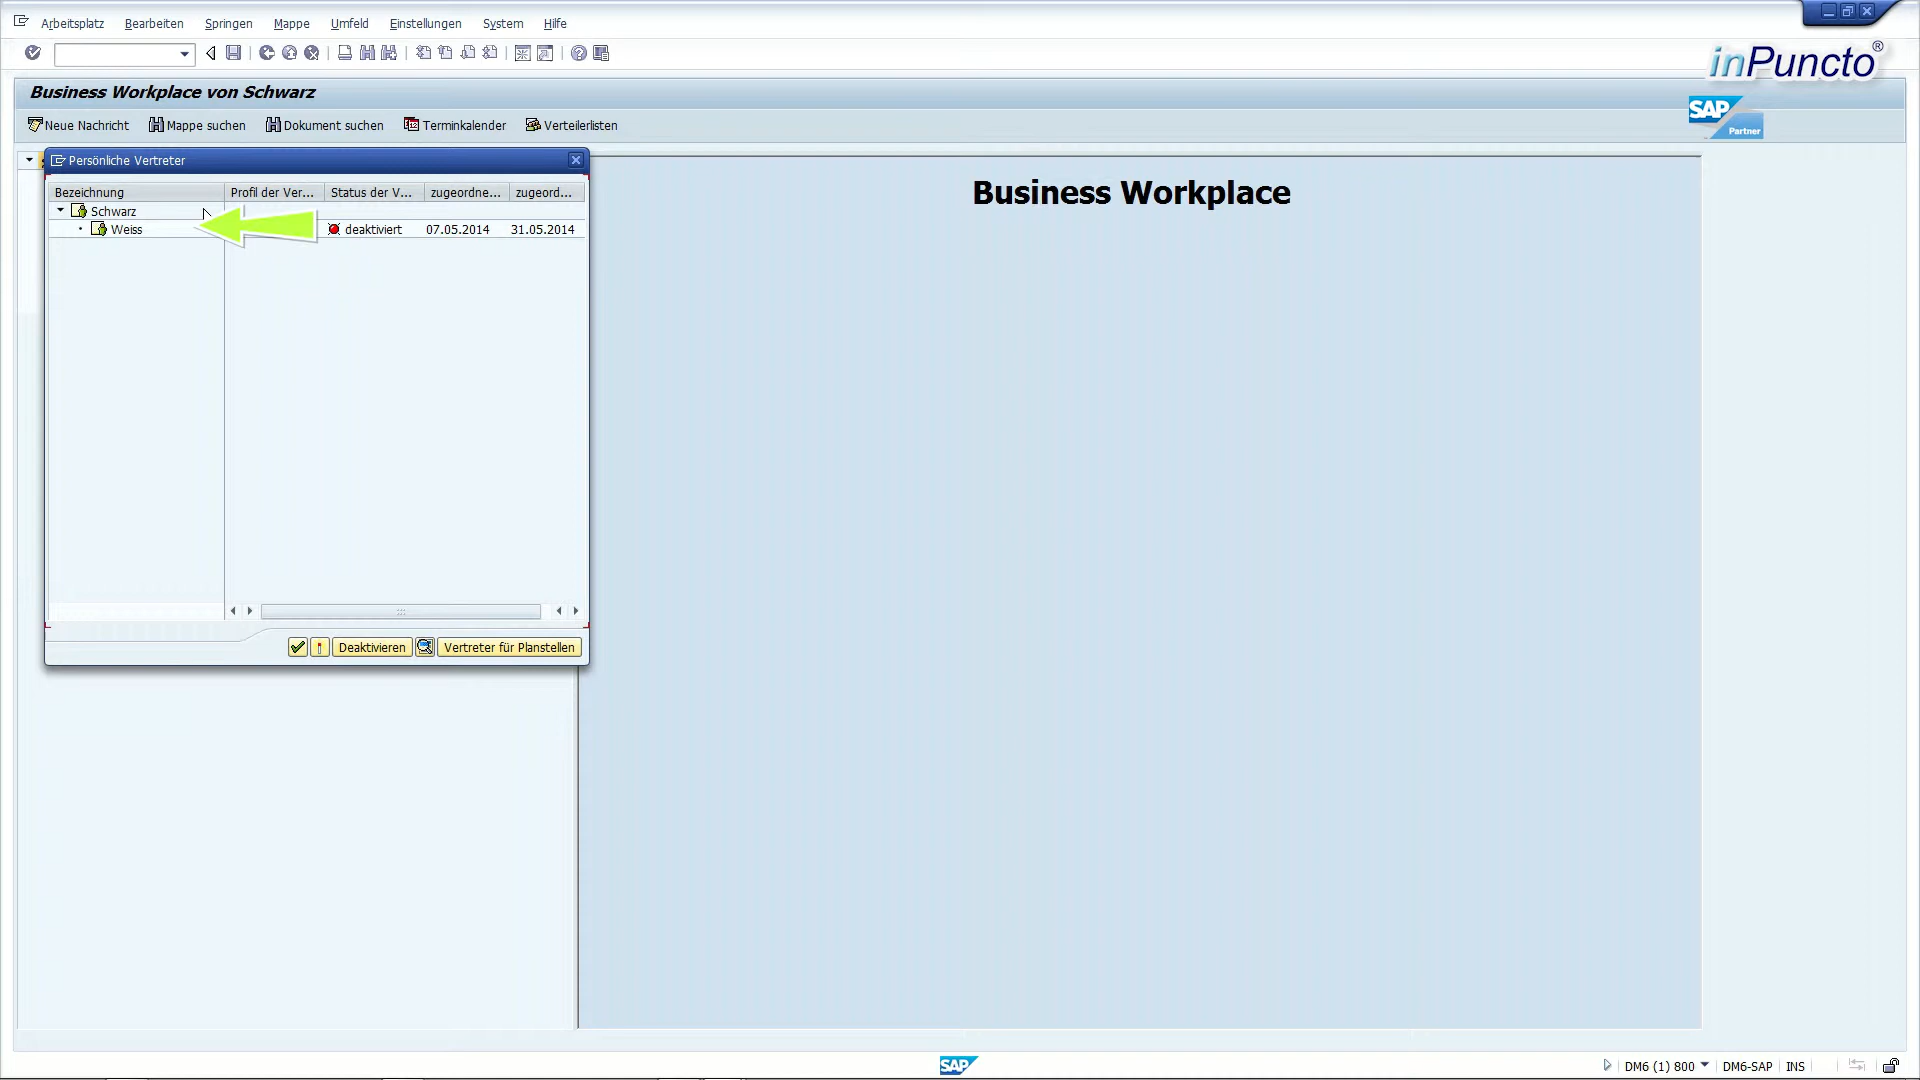 Arbeitsplatz Bearbeiten Springen Mappe Umfeld Einstellungen System Hilfe
inPuncto®
Business Workplace von Schwarz
SAP
Partner
Neue Nachricht Mappe suchen Dokument suchen 12 Terminkalender Verteilerlisten
Persönliche Vertreter
Business Workplace
Bezeichnung Profil der Ver... Status der V... zugeordne... zugeord...
Schwarz
Weiss deaktiviert 07.05.2014 31.05.2014
Deaktivieren Vertreter für Planstellen
SAP DM6 (1) 800 DM6-SAP INS